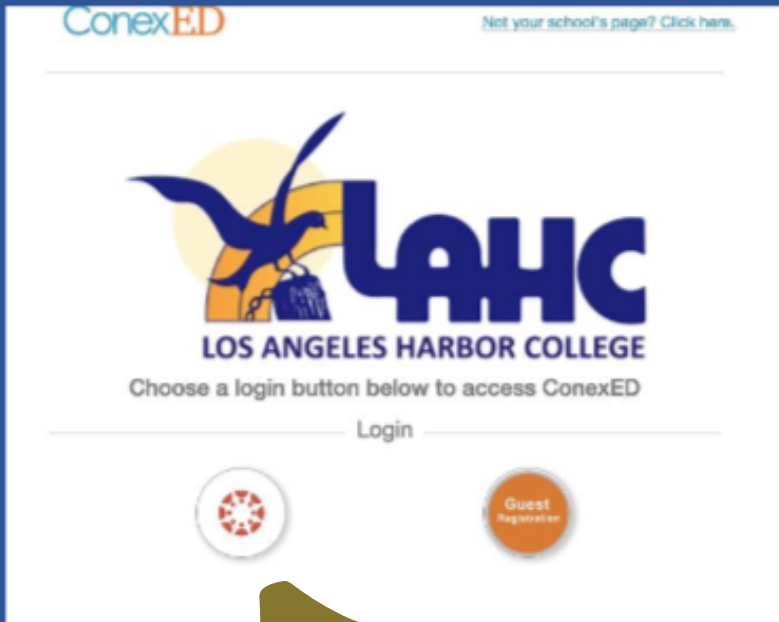 ConexED
Not your school's page? Click here.
LAHC
LOS ANGELES HARBOR COLLEGE
Choose a login button below to access ConexED
Login
Guest
Registration